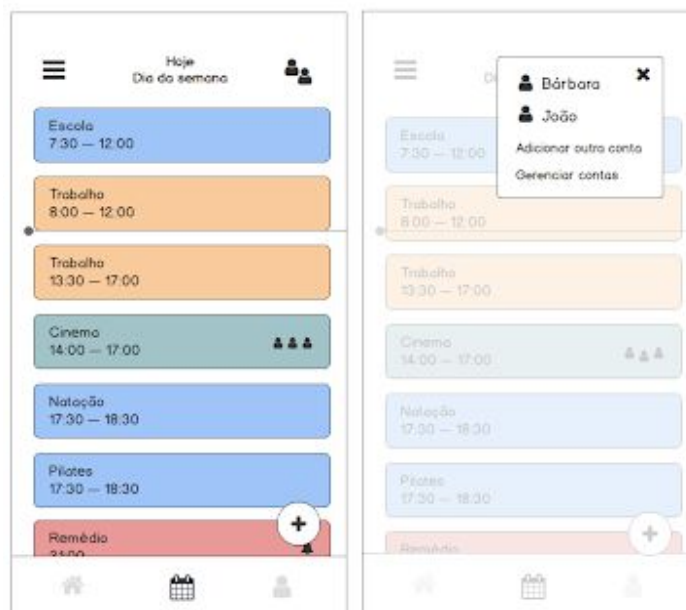 Hoje
Dia da semana
Escola
7:30 — 12:00
Trabalho
8:00 — 12:00
Trabalho
13:30 — 17:00
Cinema
14:00 — 17:00
Natação
17:30 — 18:30
Pilates
17:30 — 18:30
Remédio
21:00
Bárbara
João
Adicionar outra conta
Gerenciar contas
Escola
7:30 — 12:00
Trabalho
8:00 — 12:00
Trabalho
13:30 — 17:00
Cinema
14:00 — 17:00
Natação
17:30 — 18:30
Pilates
17:30 — 18:30
Remédio